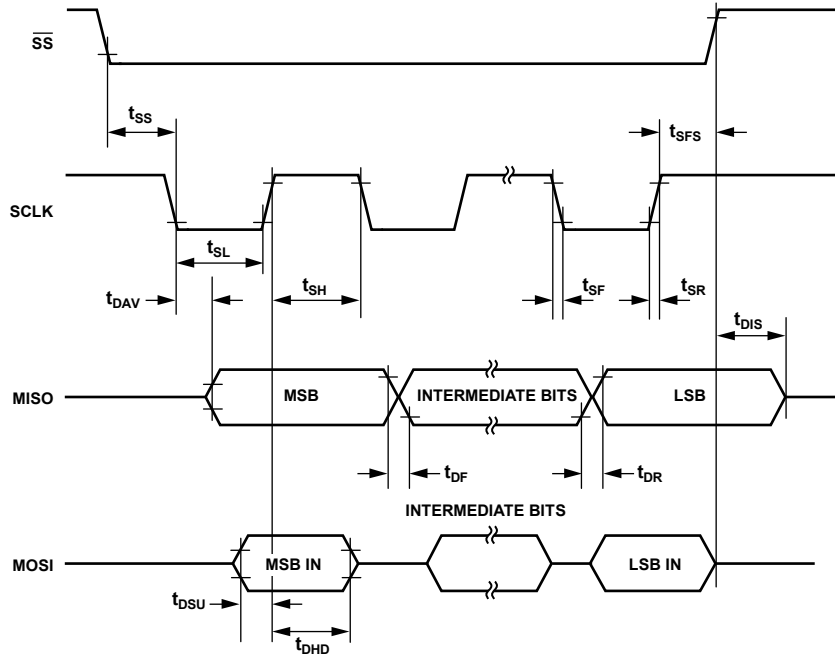 SS
tSS
tSFS
SCLK
tSL
tSH
tSF
tSR
tDAV
tDIS
MISO
MSB
INTERMEDIATE BITS
LSB
tDF
tDR
INTERMEDIATE BITS
MOSI
MSB IN
LSB IN
tDSU
tDHD